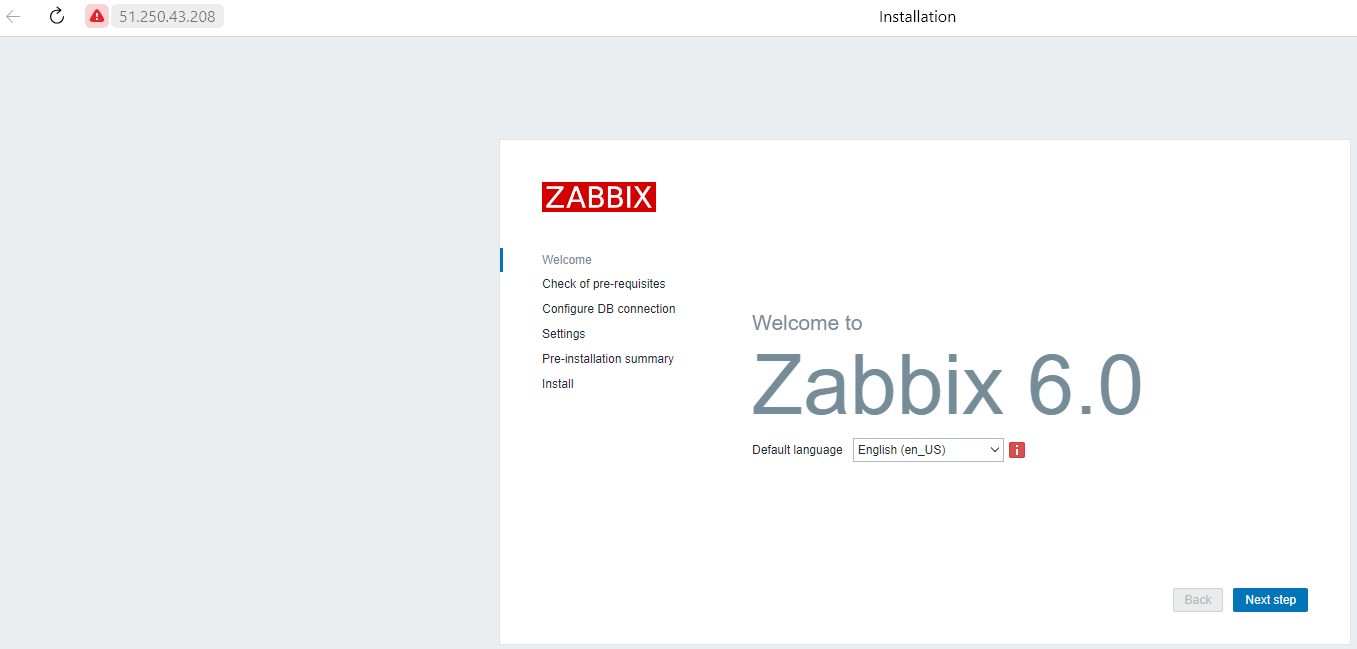 51.250.43.208
Installation
ZABBIX
Welcome
Check of pre-requisites
Configure DB connection
Settings
Pre-installation summary
Install
Welcome to
Zabbix 6.0
Default language
English (en_US)
i
Back
Next step